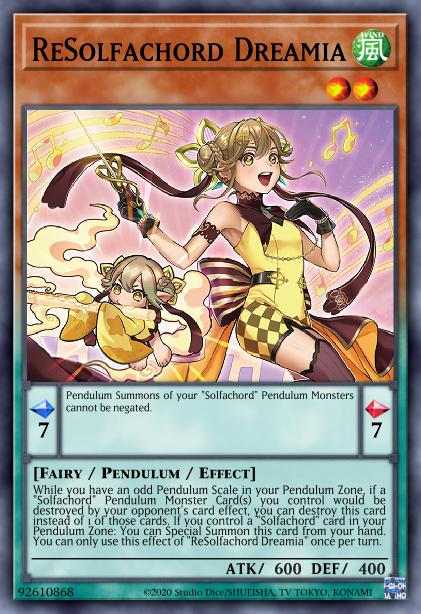 ReSolfachord Dreamia
WIND
風
Pendulum Summons of your "Solfachord" Pendulum Monsters
cannot be negated.
7
7
[Fairy / Pendulum / Effect]
While you have an odd Pendulum Scale in your Pendulum Zone, if a
"Solfachord" Pendulum Monster Card(s) you control would be
destroyed by your opponent's card effect, you can destroy this card
instead of 1 of those cards. If you control a "Solfachord" card in your
Pendulum Zone: You can Special Summon this card from your hand.
You can only use this effect of "ReSolfachord Dreamia" once per turn.
ATK/ 600 DEF/ 400
92610868
©2020 Studio Dice/SHUEISHA, TV TOKYO, KONAMI